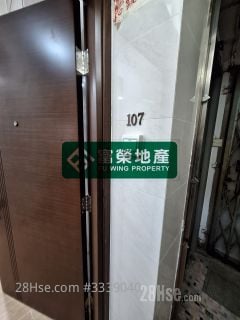 107
富榮地產
FU WING PROPERTY
28Hse.com #3339040
28Hse.com